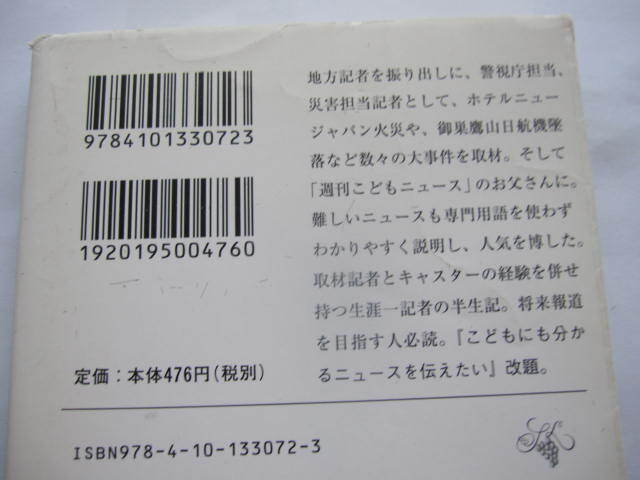 9784101330723
1920195004760
定価：本体476円（税別）
地方記者を振り出しに、警視庁担当、
災害担当記者として、ホテルニュー
ジャパン火災や、御巣鷹山日航機墜
落など数々の大事件を取材。そして
「週刊こどもニュース」のお父さんに。
難しいニュースも専門用語を使わず
わかりやすく説明し、人気を博した。
取材記者とキャスターの経験を併せ
持つ生涯一記者の半生記。将来報道
を目指す人必読。『こどもにも分か
るニュースを伝えたい』改題。
ISBN978-4-10-133072-3